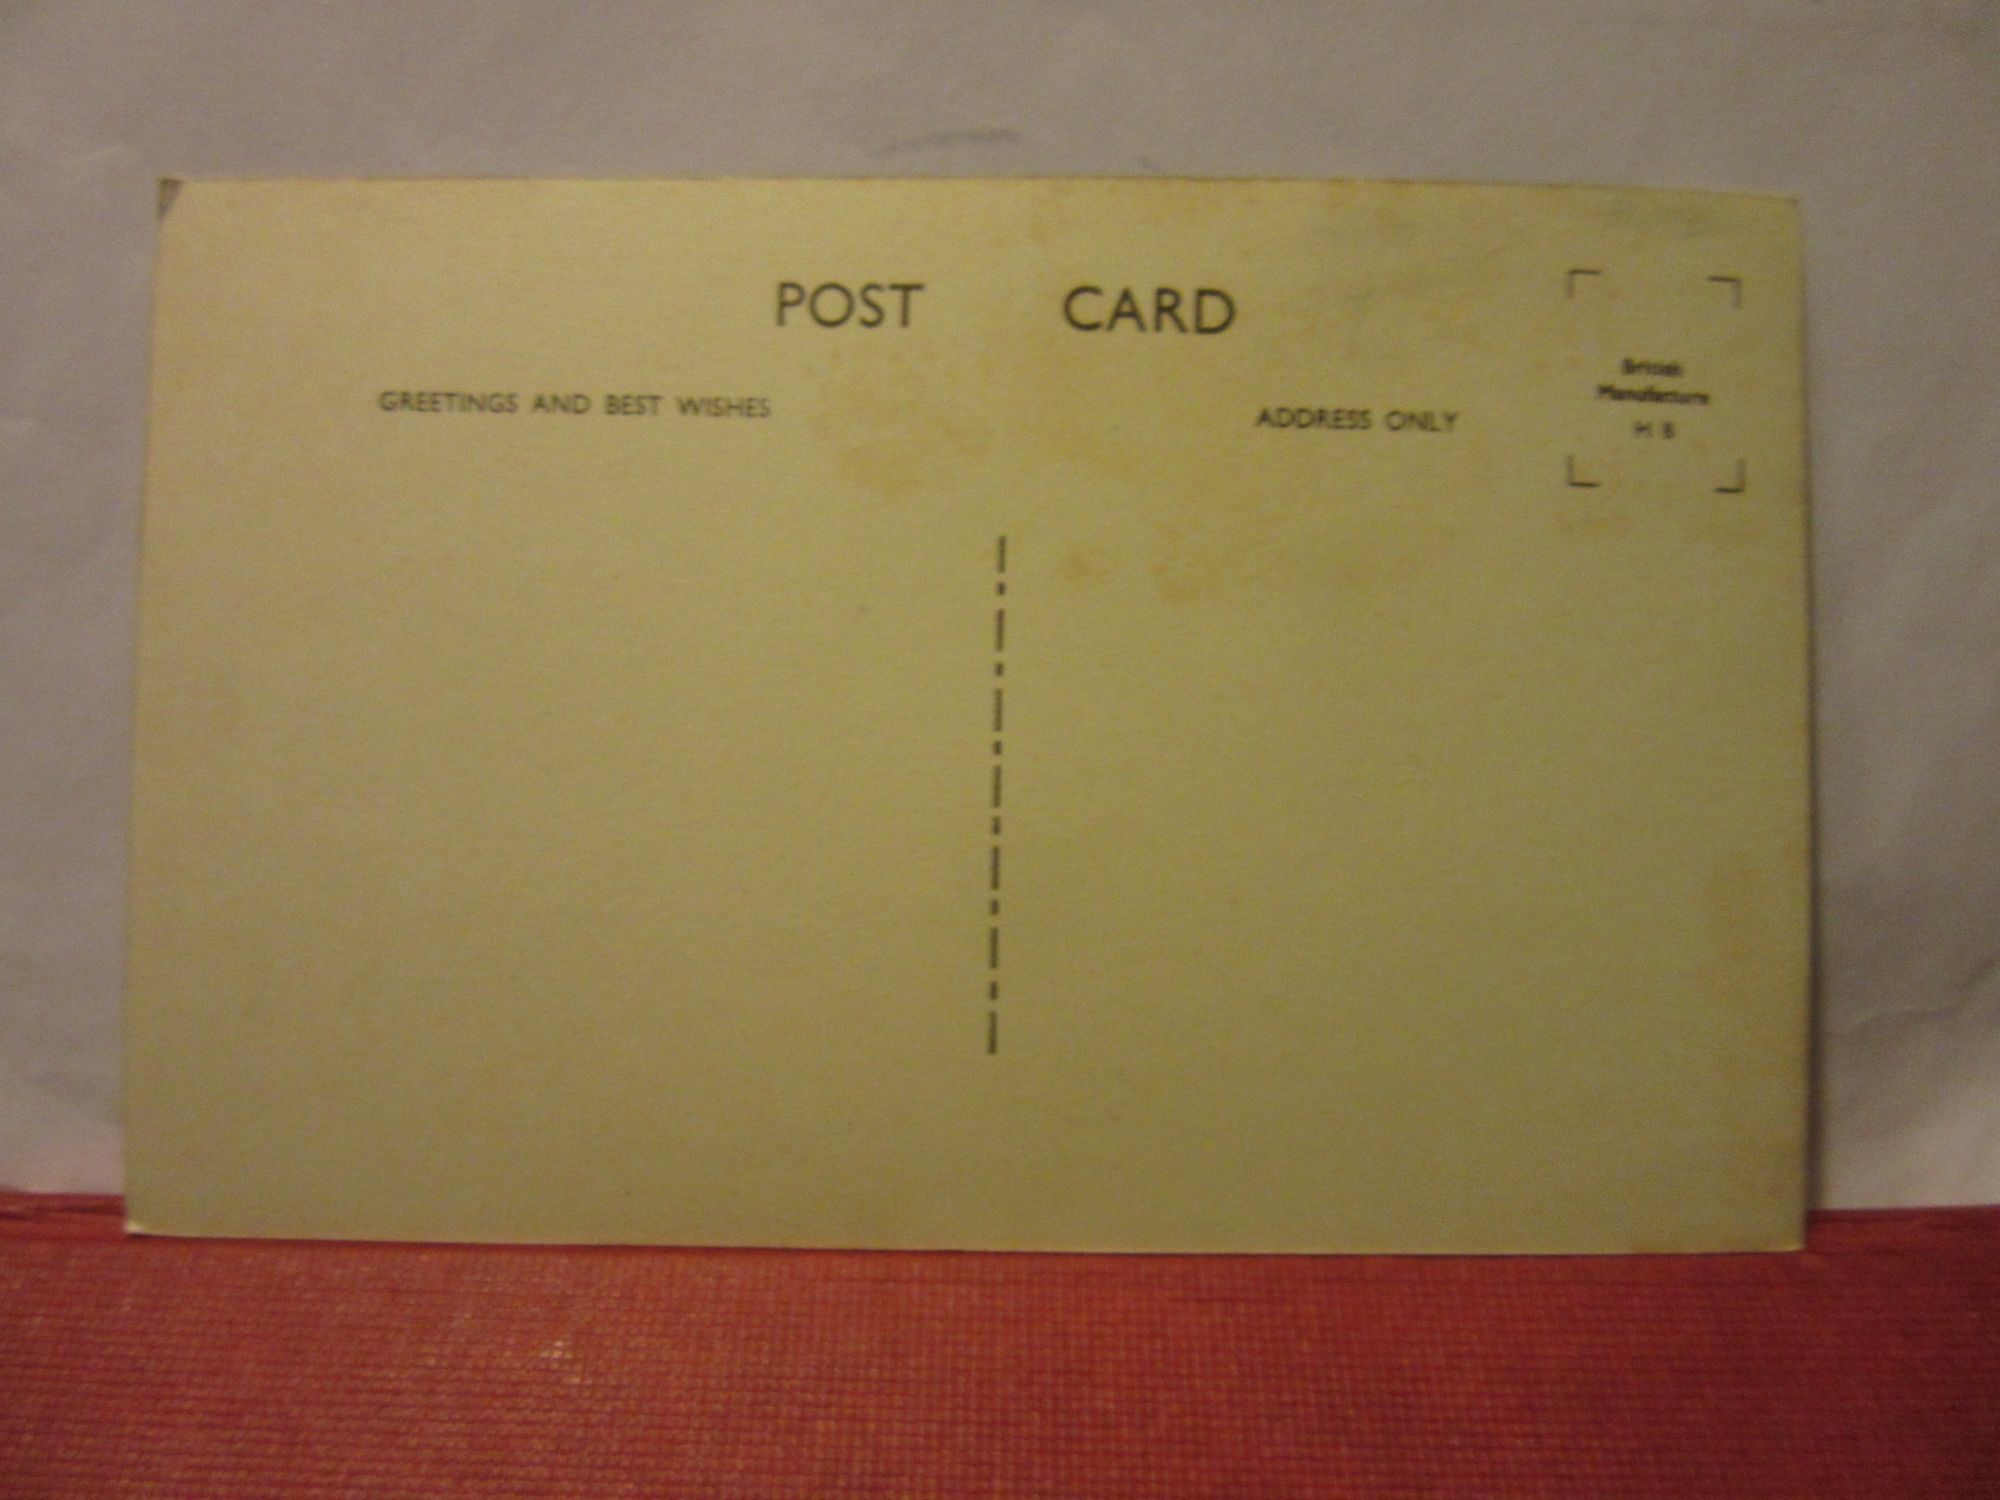 POST CARD
GREETINGS AND BEST WISHES
ADDRESS ONLY
British
Manufacture
H B